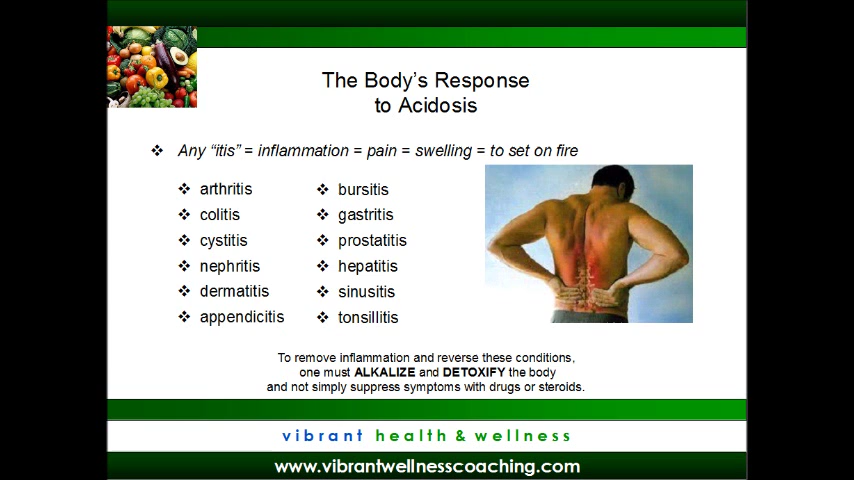 The Body's Response
to Acidosis
❖ Any "itis" = inflammation = pain = swelling = to set on fire
❖ arthritis
❖ colitis
❖ cystitis
❖ nephritis
❖ dermatitis
❖ appendicitis
❖ bursitis
❖ gastritis
❖ prostatitis
❖ hepatitis
❖ sinusitis
❖ tonsillitis
To remove inflammation and reverse these conditions,
one must ALKALIZE and DETOXIFY the body
and not simply suppress symptoms with drugs or steroids.
vibrant health & wellness
www.vibrantwellnesscoaching.com